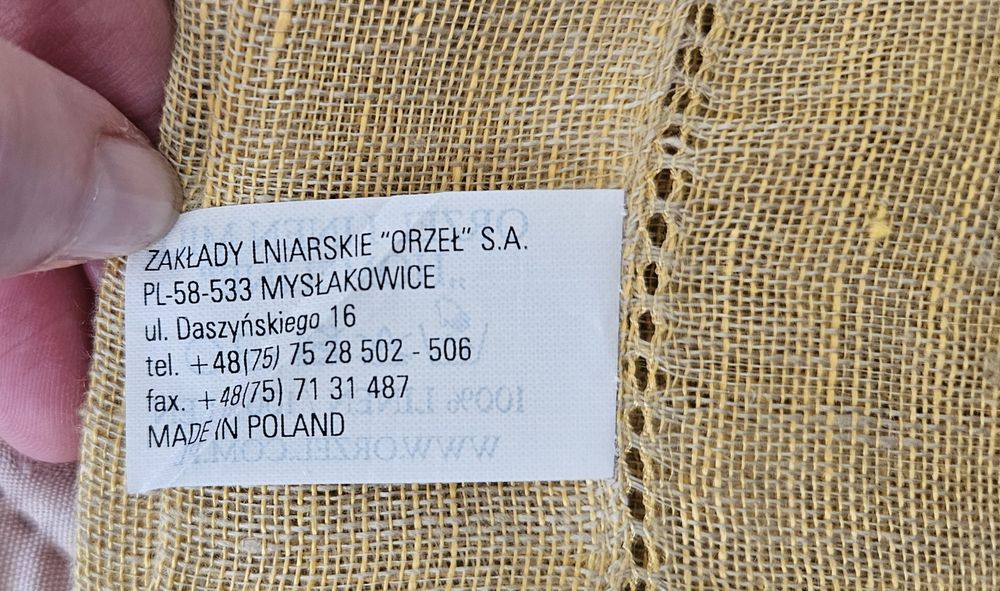 ZAKŁADY LNIARSKIE "ORZEŁ" S.A.
PL-58-533 MYSŁAKOWICE
ul. Daszyńskiego 16
tel. +48(75) 75 28 502 - 506
fax. +48(75) 71 31 487
MADE IN POLAND